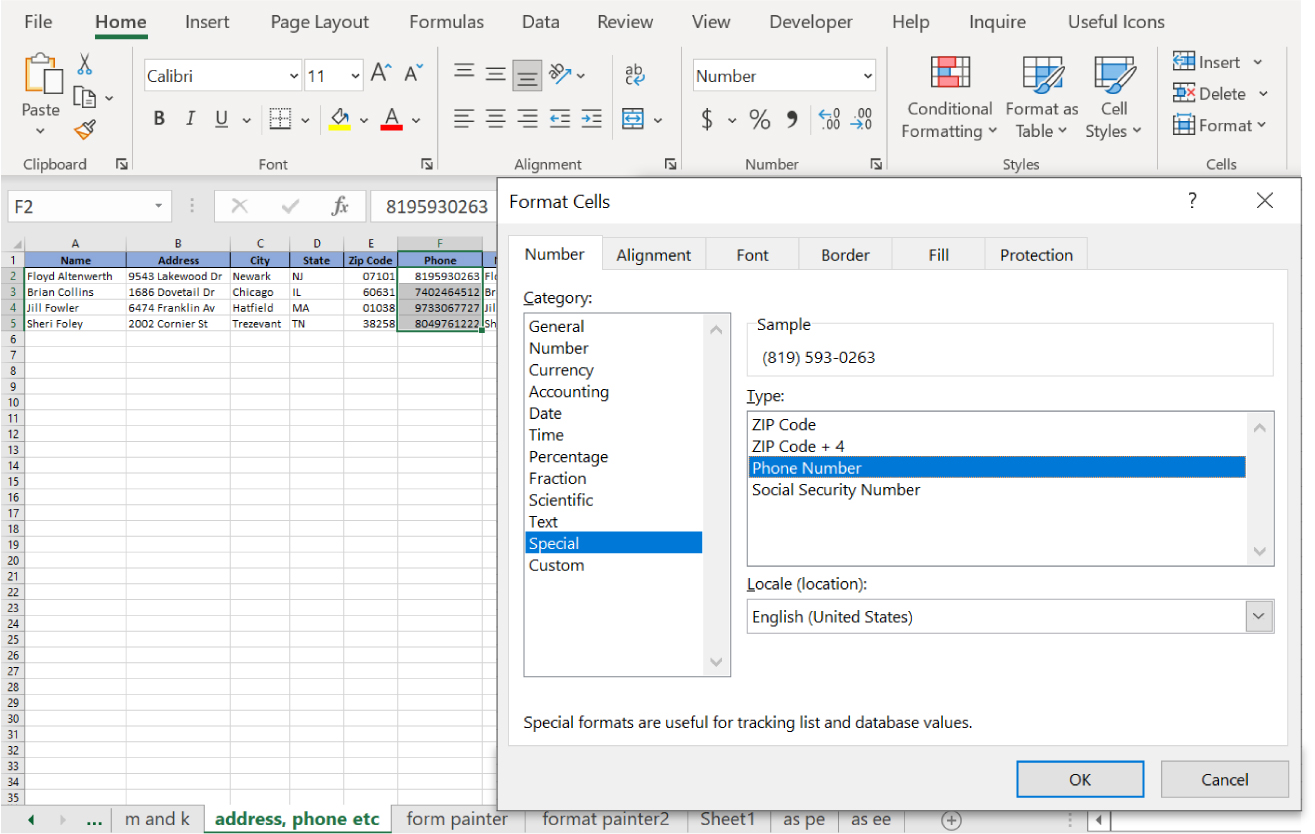 File Home Insert Page Layout Formulas Data Review View Developer Help Inquire Useful Icons
Paste
Clipboard
Calibri 11 A A
B I U A
Font
ab
c
Alignment
Number
$ % , .00 .00
Number
Conditional Formatting
Format as Table
Cell Styles
Styles
Insert
Delete
Format
Cells
F2 fx 8195930263
A B C D E F
1 Name Address City State Zip Code Phone
2 Floyd Altenwerth 9543 Lakewood Dr Newark NJ 07101 8195930263 Flo
3 Brian Collins 1686 Dovetail Dr Chicago IL 60631 7402464512 Br
4 Jill Fowler 6474 Franklin Av Hatfield MA 01038 9733067727 Jil
5 Sheri Foley 2002 Cornier St Trezevant TN 38258 8049761222 Sh
6
7
8
9
10
11
12
13
14
15
16
17
18
19
20
21
22
23
24
25
26
27
28
29
30
31
32
33
34
35
... m and k address, phone etc form painter format painter2 Sheet1 as pe as ee
Format Cells ?
Number Alignment Font Border Fill Protection
Category:
General
Number
Currency
Accounting
Date
Time
Percentage
Fraction
Scientific
Text
Special
Custom
Sample
(819) 593-0263
Type:
ZIP Code
ZIP Code + 4
Phone Number
Social Security Number
Locale (location):
English (United States)
Special formats are useful for tracking list and database values.
OK Cancel